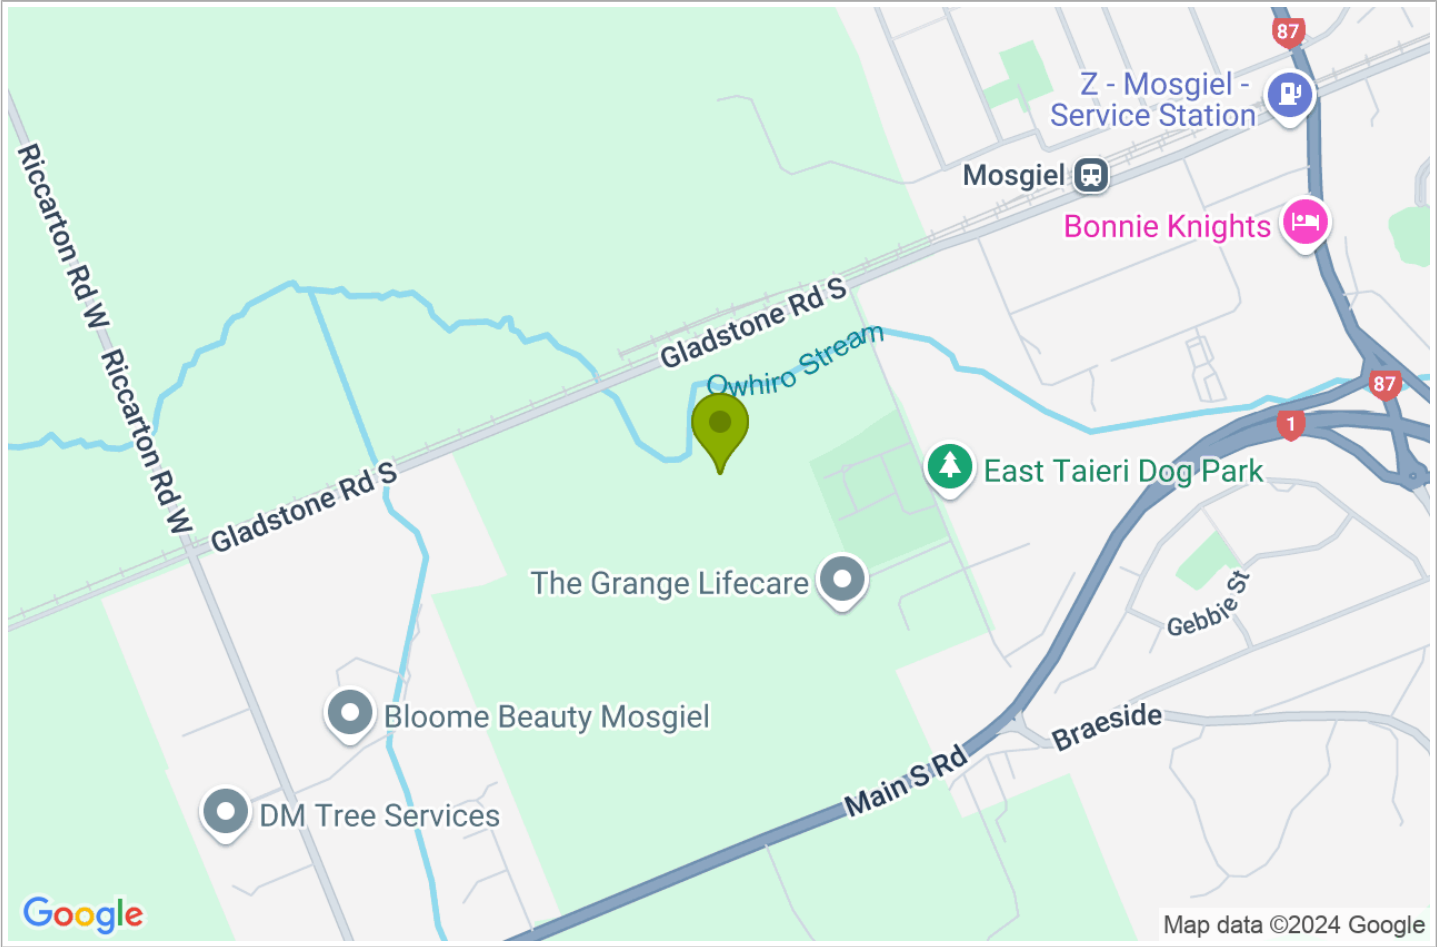 87
Z - Mosgiel -
Service Station
Mosgiel
Bonnie Knights
Riccarton Rd W
Gladstone Rd S
Owhiro Stream
Riccarton Rd W
87
1
East Taieri Dog Park
Gladstone Rd S
The Grange Lifecare
Gebbie St
Bloome Beauty Mosgiel
Braeside
Main S Rd
DM Tree Services
Google
Map data ©2024 Google